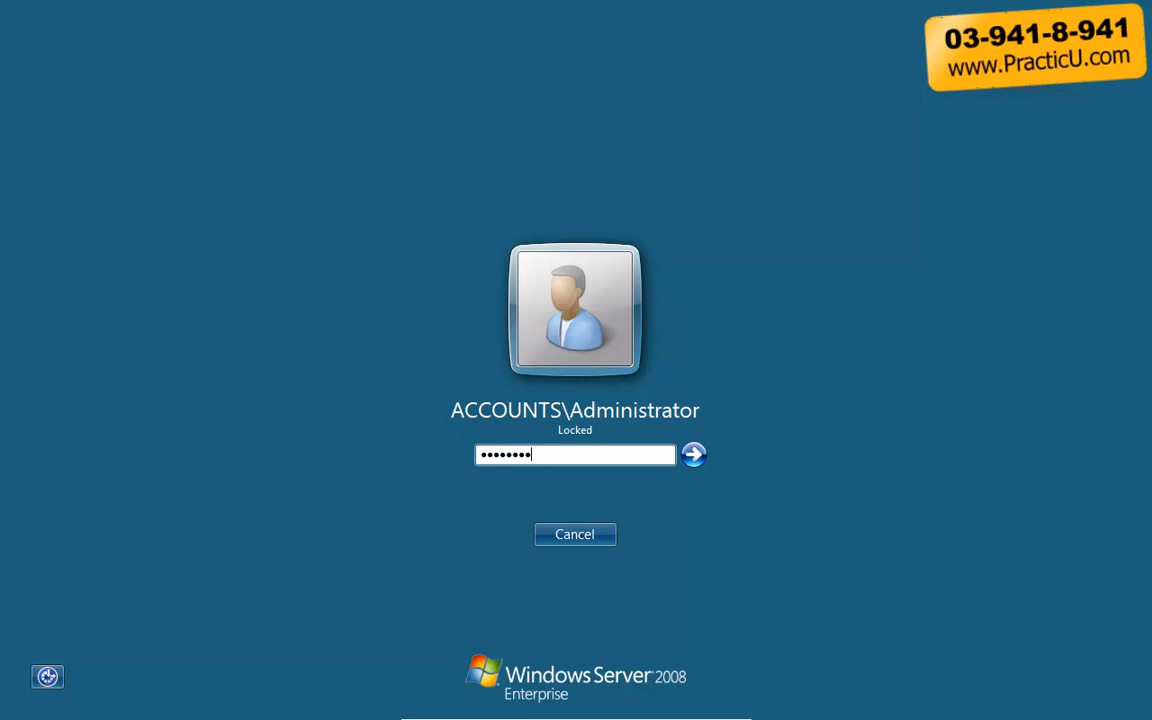 03-941-8-941
www.PracticU.com
ACCOUNTS\Administrator
Locked
••••••••
Cancel
Windows Server 2008
Enterprise